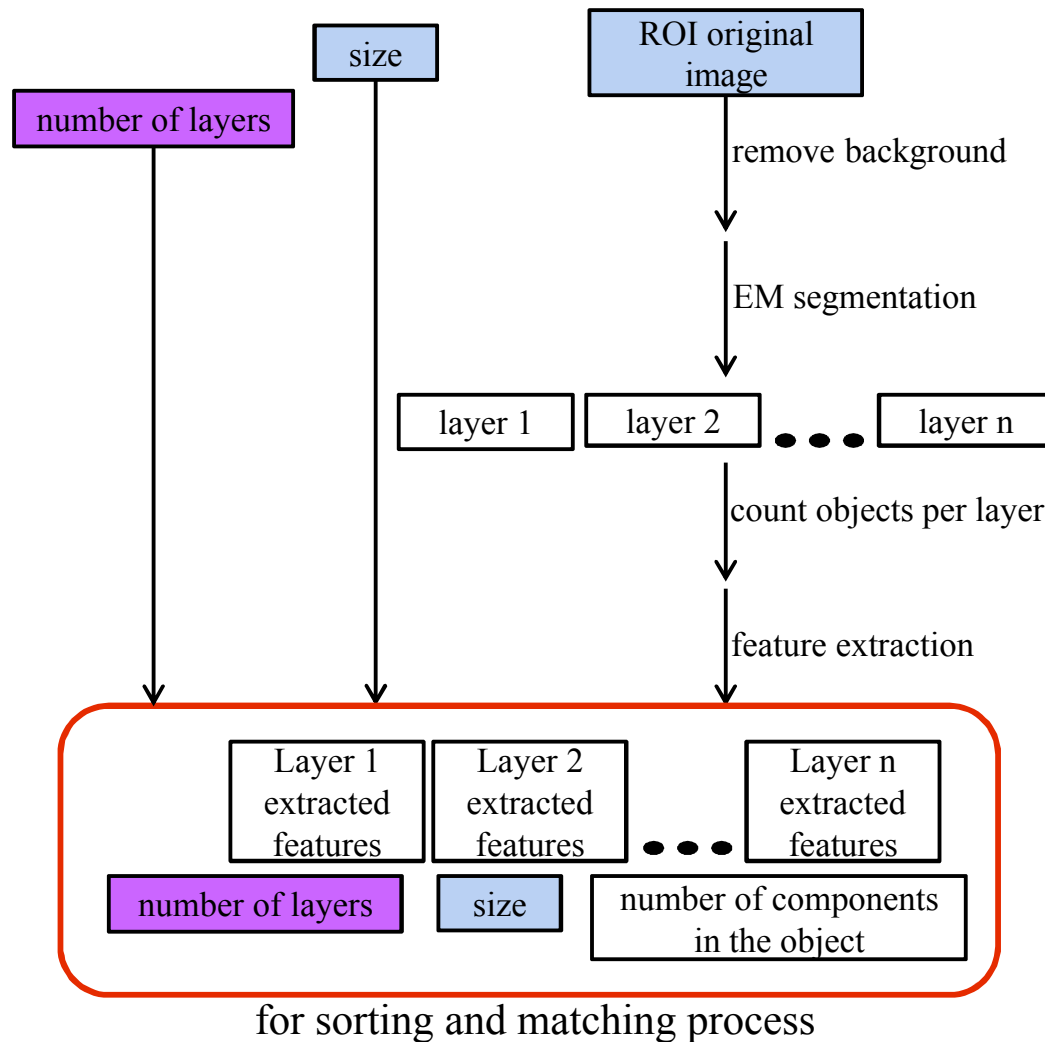 size
ROI original
image
number of layers
remove background
EM segmentation
layer 1
layer 2
layer n
count objects per layer
feature extraction
Layer 1
extracted
features
Layer 2
extracted
features
Layer n
extracted
features
number of layers
size
number of components
in the object
for sorting and matching process